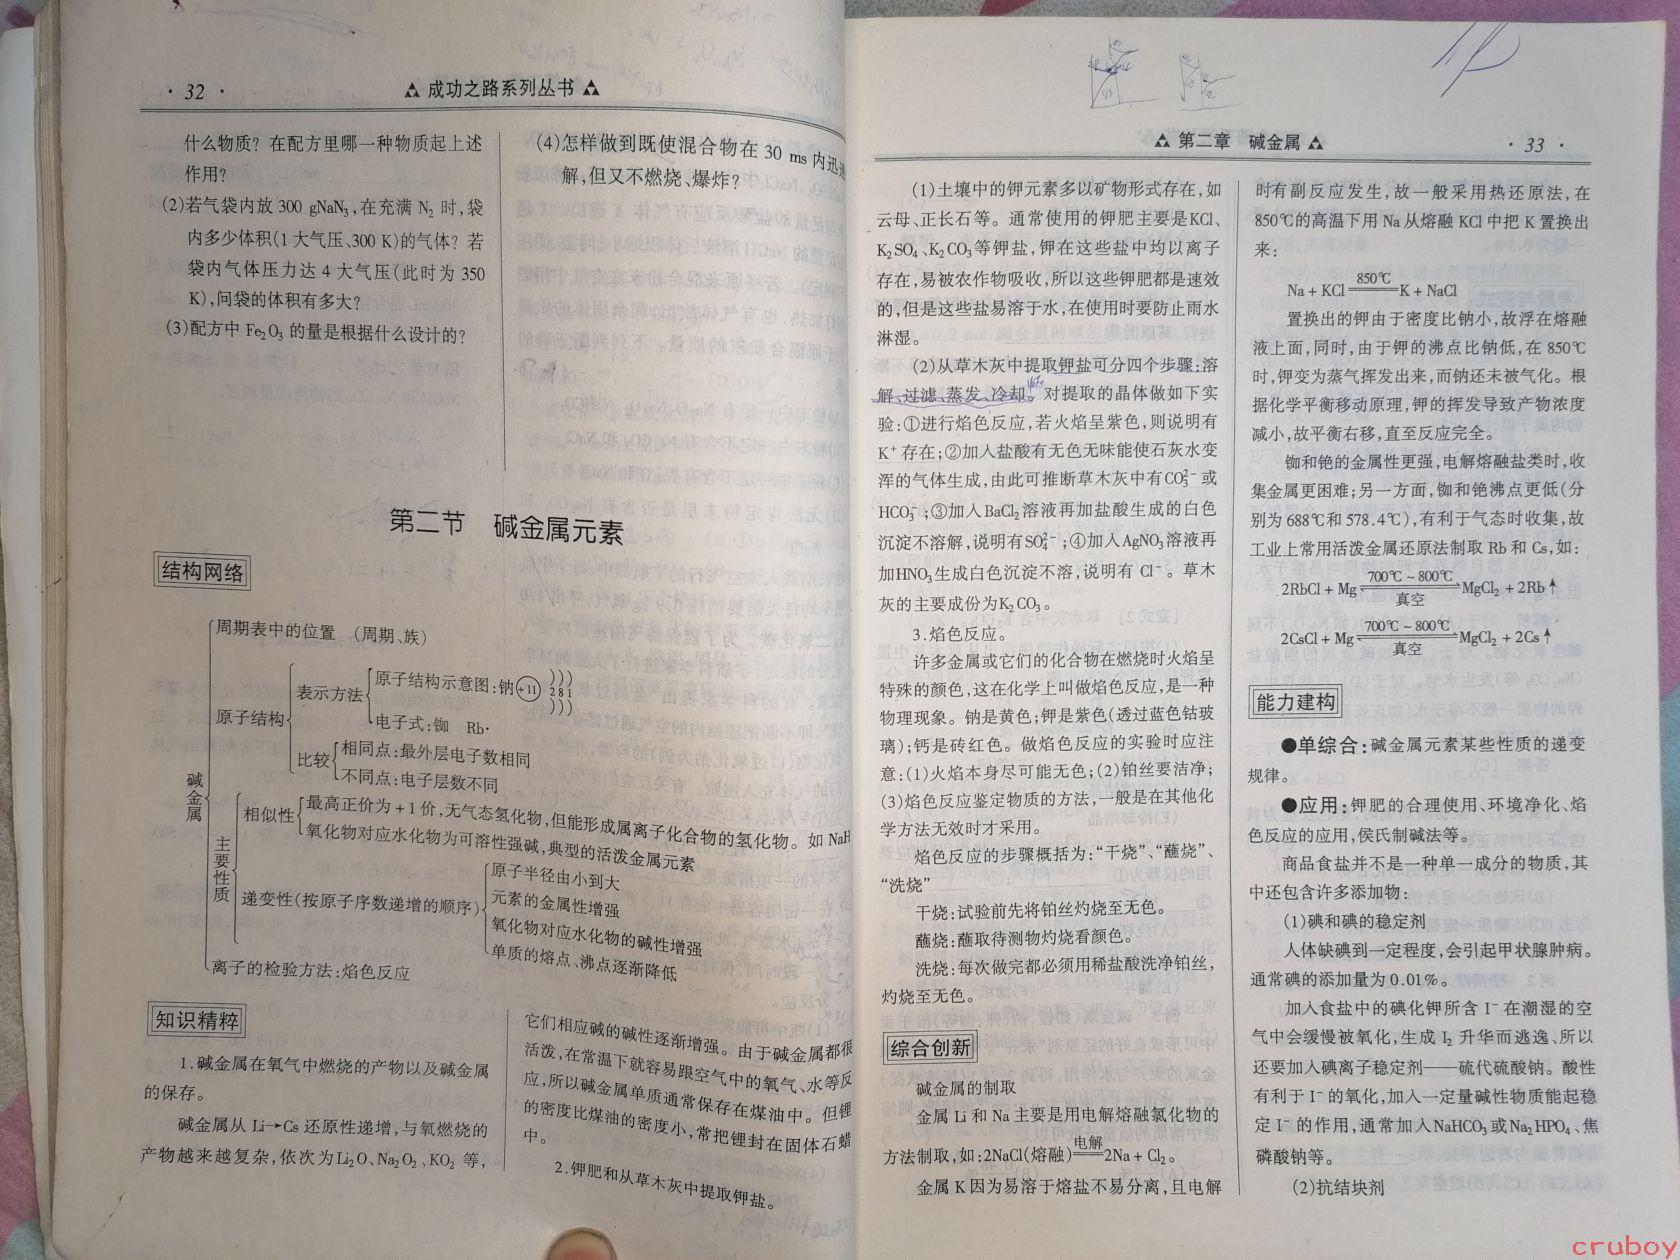 · 32 ·
成功之路系列丛书
什么物质？在配方里哪一种物质起上述
作用？
(2)若气袋内放 300 gNaN₃，在充满 N₂ 时，袋
内多少体积(1大气压、300 K)的气体？若
袋内气体压力达 4 大气压(此时为 350
K)，问袋的体积有多大？
(3)配方中 Fe₂O₃ 的量是根据什么设计的？
(4)怎样做到既使混合物在 30 ms 内迅
解，但又不燃烧、爆炸？
第二节 碱金属元素
结构网络
碱金属
周期表中的位置 (周期、族)
原子结构
表示方法
原子结构示意图：钠 +11 2 8 1
电子式：铷 Rb·
比较
相同点：最外层电子数相同
不同点：电子层数不同
主要性质
相似性
最高正价为 +1 价，无气态氢化物，但能形成属离子化合物的氢化物。如 NaH
氧化物对应水化物为可溶性强碱，典型的活泼金属元素
递变性(按原子序数递增的顺序)
原子半径由小到大
元素的金属性增强
氧化物对应水化物的碱性增强
单质的熔点、沸点逐渐降低
离子的检验方法：焰色反应
知识精粹
1.碱金属在氧气中燃烧的产物以及碱金属
的保存。
碱金属从 Li→Cs 还原性递增，与氧燃烧的
产物越来越复杂，依次为Li₂O、Na₂O₂、KO₂ 等，
它们相应碱的碱性逐渐增强。由于碱金属都很
活泼，在常温下就容易跟空气中的氧气、水等反
应，所以碱金属单质通常保存在煤油中。但锂
的密度比煤油的密度小，常把锂封在固体石蜡
中。
2.钾肥和从草木灰中提取钾盐。
第二章 碱金属
· 33 ·
(1)土壤中的钾元素多以矿物形式存在，如
云母、正长石等。通常使用的钾肥主要是KCl、
K₂SO₄、K₂CO₃等钾盐，钾在这些盐中均以离子
存在，易被农作物吸收，所以这些钾肥都是速效
的，但是这些盐易溶于水，在使用时要防止雨水
淋湿。
(2)从草木灰中提取钾盐可分四个步骤：溶
解、过滤、蒸发、冷却。对提取的晶体做如下实
验：①进行焰色反应，若火焰呈紫色，则说明有
K⁺ 存在；②加入盐酸有无色无味能使石灰水变
浑的气体生成，由此可推断草木灰中有CO₃²⁻ 或
HCO₃⁻；③加入BaCl₂溶液再加盐酸生成的白色
沉淀不溶解，说明有SO₄²⁻；④加入AgNO₃溶液再
加HNO₃生成白色沉淀不溶，说明有 Cl⁻。草木
灰的主要成份为K₂CO₃。
3.焰色反应。
许多金属或它们的化合物在燃烧时火焰呈
特殊的颜色，这在化学上叫做焰色反应，是一种
物理现象。钠是黄色；钾是紫色(透过蓝色钴玻
璃)；钙是砖红色。做焰色反应的实验时应注
意：(1)火焰本身尽可能无色；(2)铂丝要洁净；
(3)焰色反应鉴定物质的方法，一般是在其他化
学方法无效时才采用。
焰色反应的步骤概括为：“干烧”、“蘸烧”、
“洗烧”
干烧：试验前先将铂丝灼烧至无色。
蘸烧：蘸取待测物灼烧看颜色。
洗烧：每次做完都必须用稀盐酸洗净铂丝，
灼烧至无色。
综合创新
碱金属的制取
金属 Li 和 Na 主要是用电解熔融氯化物的
方法制取，如：2NaCl(熔融)==电解==2Na + Cl₂。
金属 K因为易溶于熔盐不易分离，且电解
时有副反应发生，故一般采用热还原法，在
850℃的高温下用 Na 从熔融 KCl 中把 K 置换出
来：
Na + KCl ==850℃== K + NaCl
置换出的钾由于密度比钠小，故浮在熔融
液上面，同时，由于钾的沸点比钠低，在 850℃
时，钾变为蒸气挥发出来，而钠还未被气化。根
据化学平衡移动原理，钾的挥发导致产物浓度
减小，故平衡右移，直至反应完全。
铷和铯的金属性更强，电解熔融盐类时，收
集金属更困难；另一方面，铷和铯沸点更低(分
别为688℃和 578.4℃)，有利于气态时收集，故
工业上常用活泼金属还原法制取 Rb 和 Cs，如：
2RbCl + Mg ⇌ 700℃～800℃ 真空 MgCl₂ + 2Rb↑
2CsCl + Mg ⇌ 700℃～800℃ 真空 MgCl₂ + 2Cs↑
能力建构
●单综合：碱金属元素某些性质的递变
规律。
●应用：钾肥的合理使用、环境净化、焰
色反应的应用，侯氏制碱法等。
商品食盐并不是一种单一成分的物质，其
中还包含许多添加物：
(1)碘和碘的稳定剂
人体缺碘到一定程度，会引起甲状腺肿病。
通常碘的添加量为 0.01%。
加入食盐中的碘化钾所含 I⁻ 在潮湿的空
气中会缓慢被氧化，生成 I₂ 升华而逃逸、所以
还要加入碘离子稳定剂——硫代硫酸钠。酸性
有利于 I⁻ 的氧化，加入一定量碱性物质能起稳
定 I⁻ 的作用，通常加入NaHCO₃或Na₂HPO₄、焦
磷酸钠等。
(2)抗结块剂
cruboy